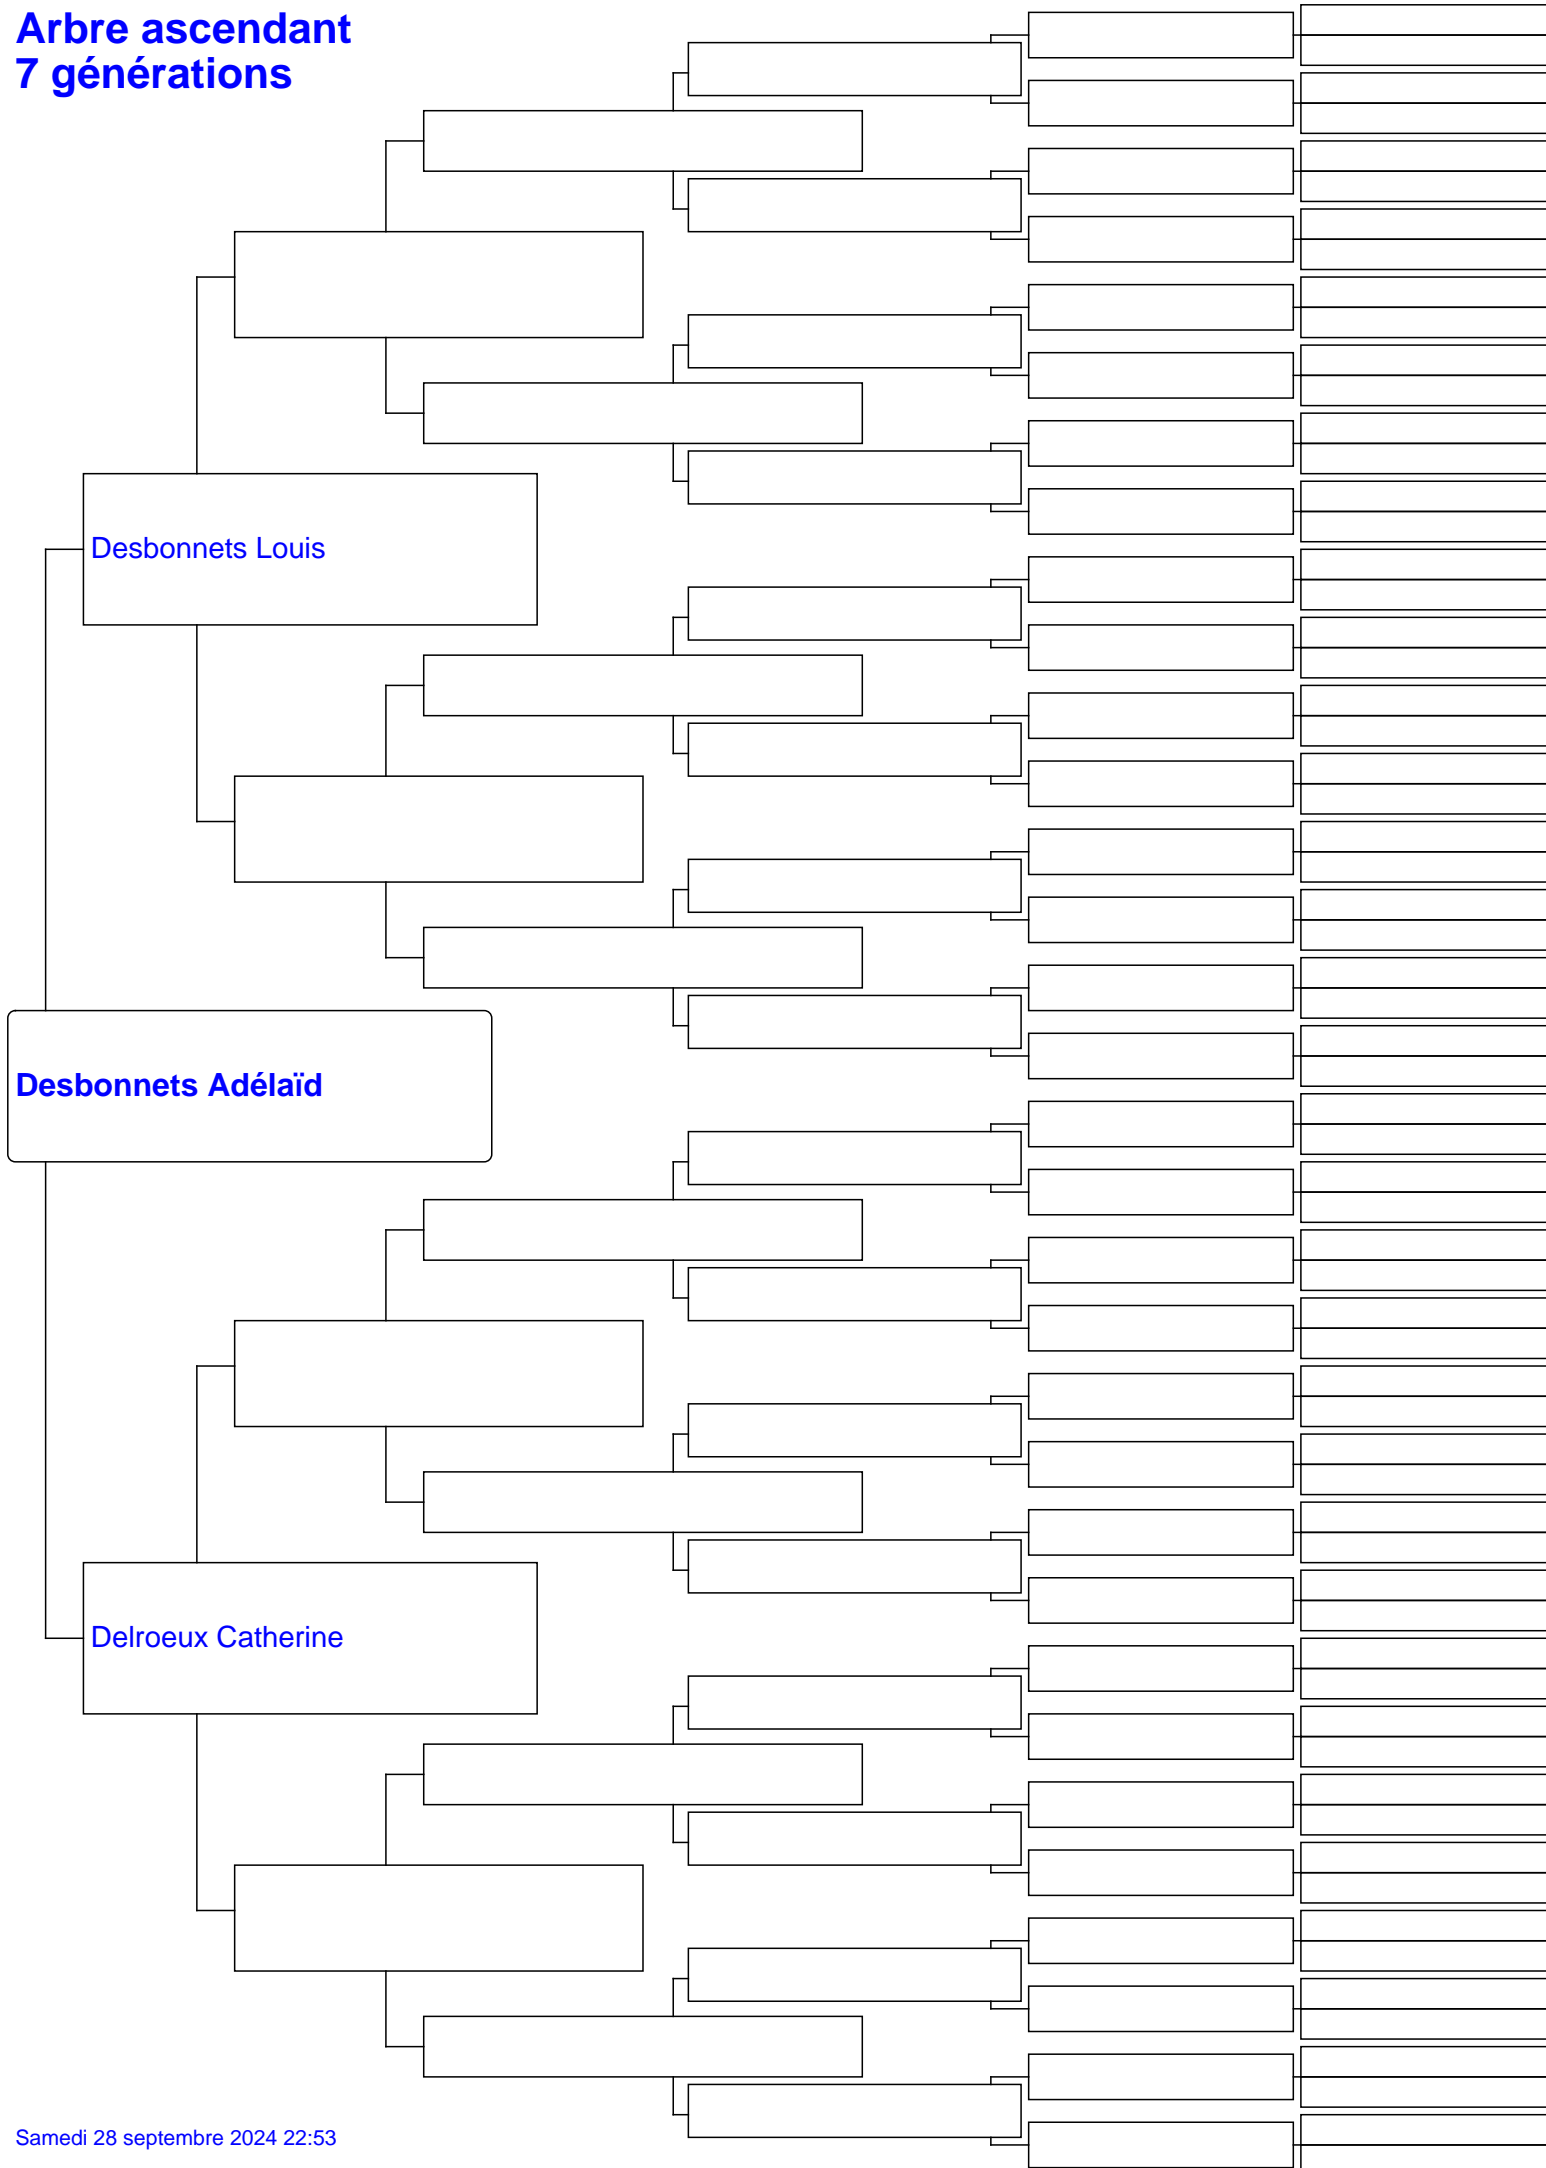 Arbre ascendant
7 générations
Desbonnets Louis
Desbonnets Adélaïd
Delroeux Catherine
Samedi 28 septembre 2024 22:53